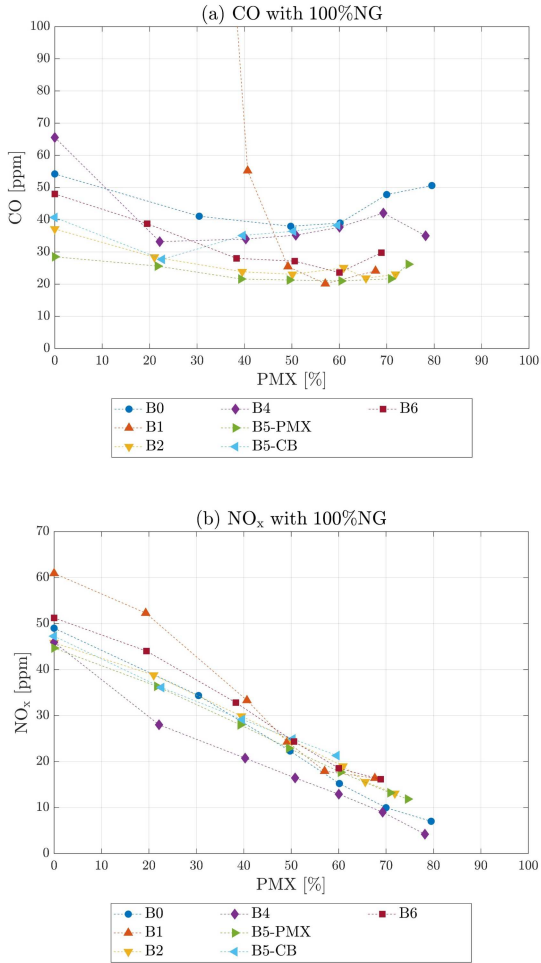 (a) CO with 100%NG
100
90
80
70
60
50
40
30
20
10
0
CO [ppm]
0 10 20 30 40 50 60 70 80 90 100
PMX [%]
B0 B4 B6
B1 B5-PMX
B2 B5-CB
(b) NOx with 100%NG
70
60
50
40
30
20
10
0
NOx [ppm]
0 10 20 30 40 50 60 70 80 90 100
PMX [%]
B0 B4 B6
B1 B5-PMX
B2 B5-CB